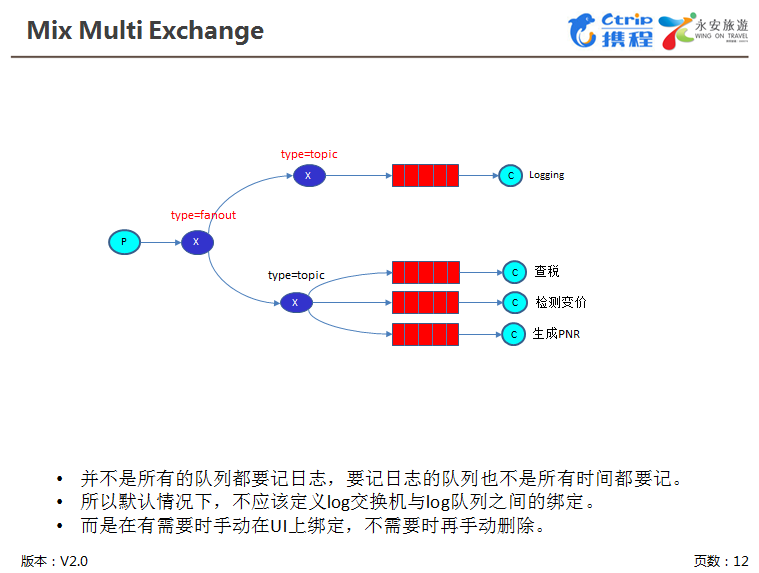 Mix Multi Exchange
Ctrip
携程
永安旅遊
WING ON TRAVEL
type=topic
X
C
Logging
type=fanout
P
X
type=topic
X
C
查税
C
检测变价
C
生成PNR
• 并不是所有的队列都要记日志，要记日志的队列也不是所有时间都要记。
• 所以默认情况下，不应该定义log交换机与log队列之间的绑定。
• 而是在有需要时手动在UI上绑定，不需要时再手动删除。
版本：V2.0
页数：12